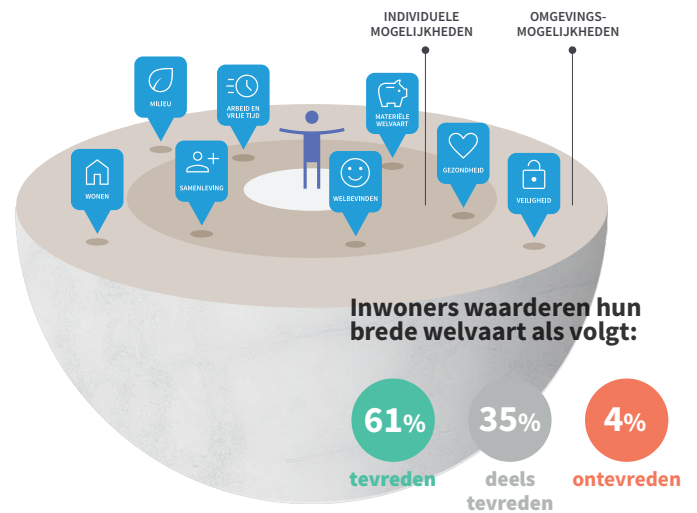 INDIVIDUELE
MOGELIJKHEDEN
OMGEVINGS-
MOGELIJKHEDEN
MILIEU
ARBEID EN
VRIJE TIJD
MATERIËLE
WELVAART
GEZONDHEID
SAMENLEVING
WONEN
WELBEVINDEN
VEILIGHEID
Inwoners waarderen hun
brede welvaart als volgt:
61%
tevreden
35%
deels
tevreden
4%
ontevreden